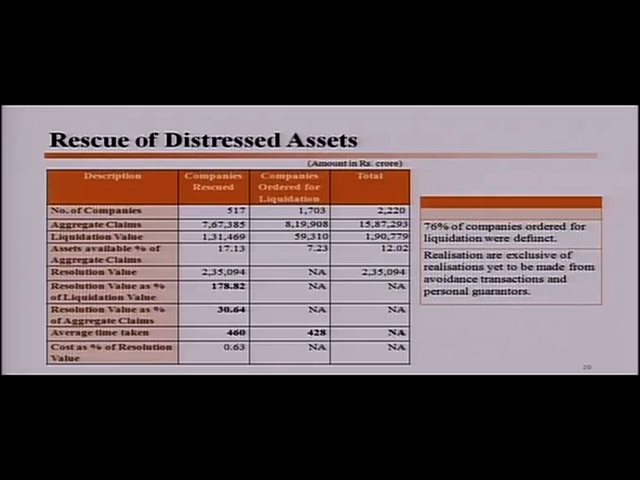 Rescue of Distressed Assets
(Amount in Rs. crore)
Description Companies Rescued Companies Ordered for Liquidation Total
No. of Companies 517 1,703 2,220
Aggregate Claims 7,67,385 8,19,908 15,87,293
Liquidation Value 1,31,469 59,310 1,90,779
Assets available % of Aggregate Claims 17.13 7.23 12.02
Resolution Value 2,35,094 NA 2,35,094
Resolution Value as % of Liquidation Value 178.82 NA NA
Resolution Value as % of Aggregate Claims 30.64 NA NA
Average time taken 460 428 NA
Cost as % of Resolution Value 0.63 NA NA
76% of companies ordered for
liquidation were defunct.
Realisation are exclusive of
realisations yet to be made from
avoidance transactions and
personal guarantors.
20